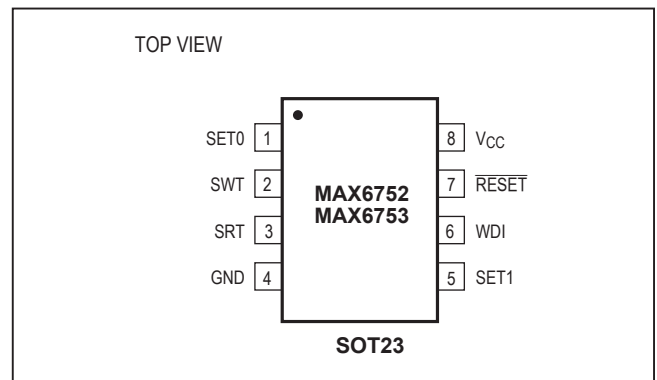 TOP VIEW
SET0 1
SWT 2
SRT 3
GND 4
MAX6752
MAX6753
8 VCC
7 RESET
6 WDI
5 SET1
SOT23